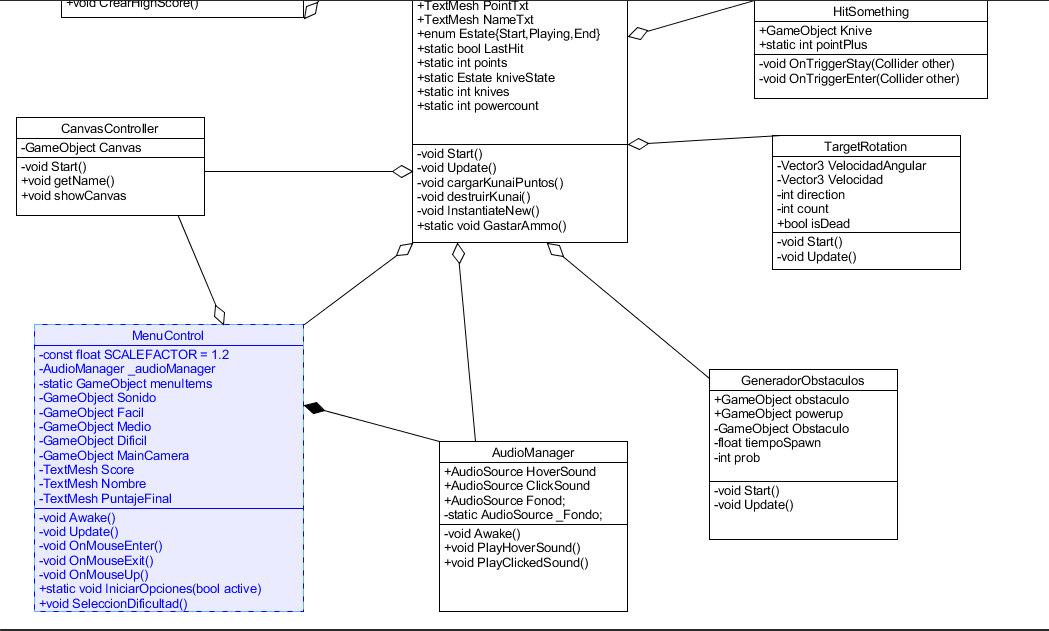 +void CrearHighScore()
+TextMesh PointTxt
+TextMesh NameTxt
+enum Estate{Start,Playing,End}
+static bool LastHit
+static int points
+static Estate kniveState
+static int knives
+static int powercount
-void Start()
-void Update()
-void cargarKunaiPuntos()
-void destruirKunai()
-void InstantiateNew()
+static void GastarAmmo()
HitSomething
+GameObject Knive
+static int pointPlus
-void OnTriggerStay(Collider other)
-void OnTriggerEnter(Collider other)
CanvasController
-GameObject Canvas
-void Start()
+void getName()
+void showCanvas
TargetRotation
-Vector3 VelocidadAngular
-Vector3 Velocidad
-int direction
-int count
+bool isDead
-void Start()
-void Update()
MenuControl
-const float SCALEFACTOR = 1.2
-AudioManager _audioManager
-static GameObject menuItems
-GameObject Sonido
-GameObject Facil
-GameObject Medio
-GameObject Dificil
-GameObject MainCamera
-TextMesh Score
-TextMesh Nombre
-TextMesh PuntajeFinal
-void Awake()
-void Update()
-void OnMouseEnter()
-void OnMouseExit()
-void OnMouseUp()
+static void IniciarOpciones(bool active)
+void SeleccionDificultad()
AudioManager
+AudioSource HoverSound
+AudioSource ClickSound
+AudioSource Fonod;
-static AudioSource _Fondo;
-void Awake()
+void PlayHoverSound()
+void PlayClickedSound()
GeneradorObstaculos
+GameObject obstaculo
+GameObject powerup
-GameObject Obstaculo
-float tiempoSpawn
-int prob
-void Start()
-void Update()